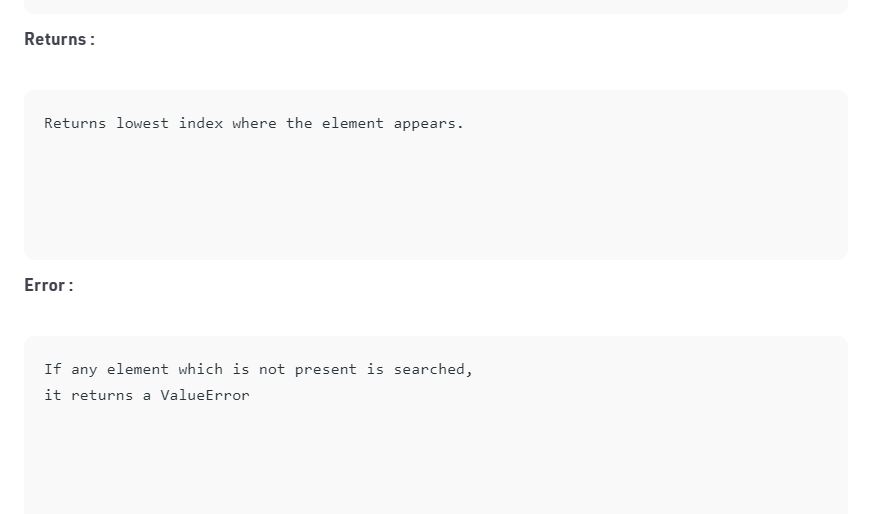 Returns :
Returns lowest index where the element appears.
Error :
If any element which is not present is searched,
it returns a ValueError